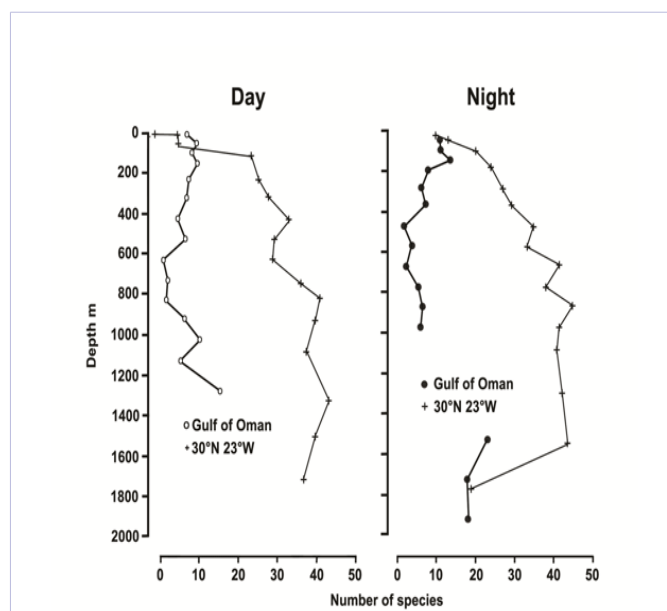 Day
Night
0
200
400
600
800
1000
1200
1400
1600
1800
2000
Depth m
Gulf of Oman
30°N 23°W
Gulf of Oman
30°N 23°W
0 10 20 30 40 50
0 10 20 30 40 50
Number of species